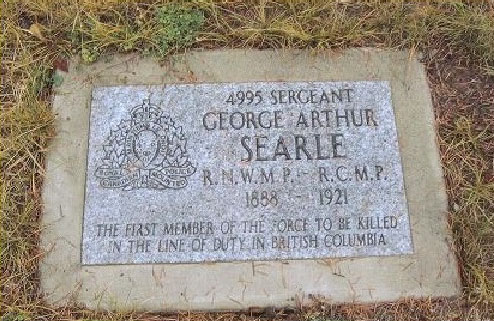 4995 SERGEANT
GEORGE ARTHUR
SEARLE
R.N.W.M.P. - R.C.M.P.
1888 - 1921
THE FIRST MEMBER OF THE FORCE TO BE KILLED
IN THE LINE OF DUTY IN BRITISH COLUMBIA